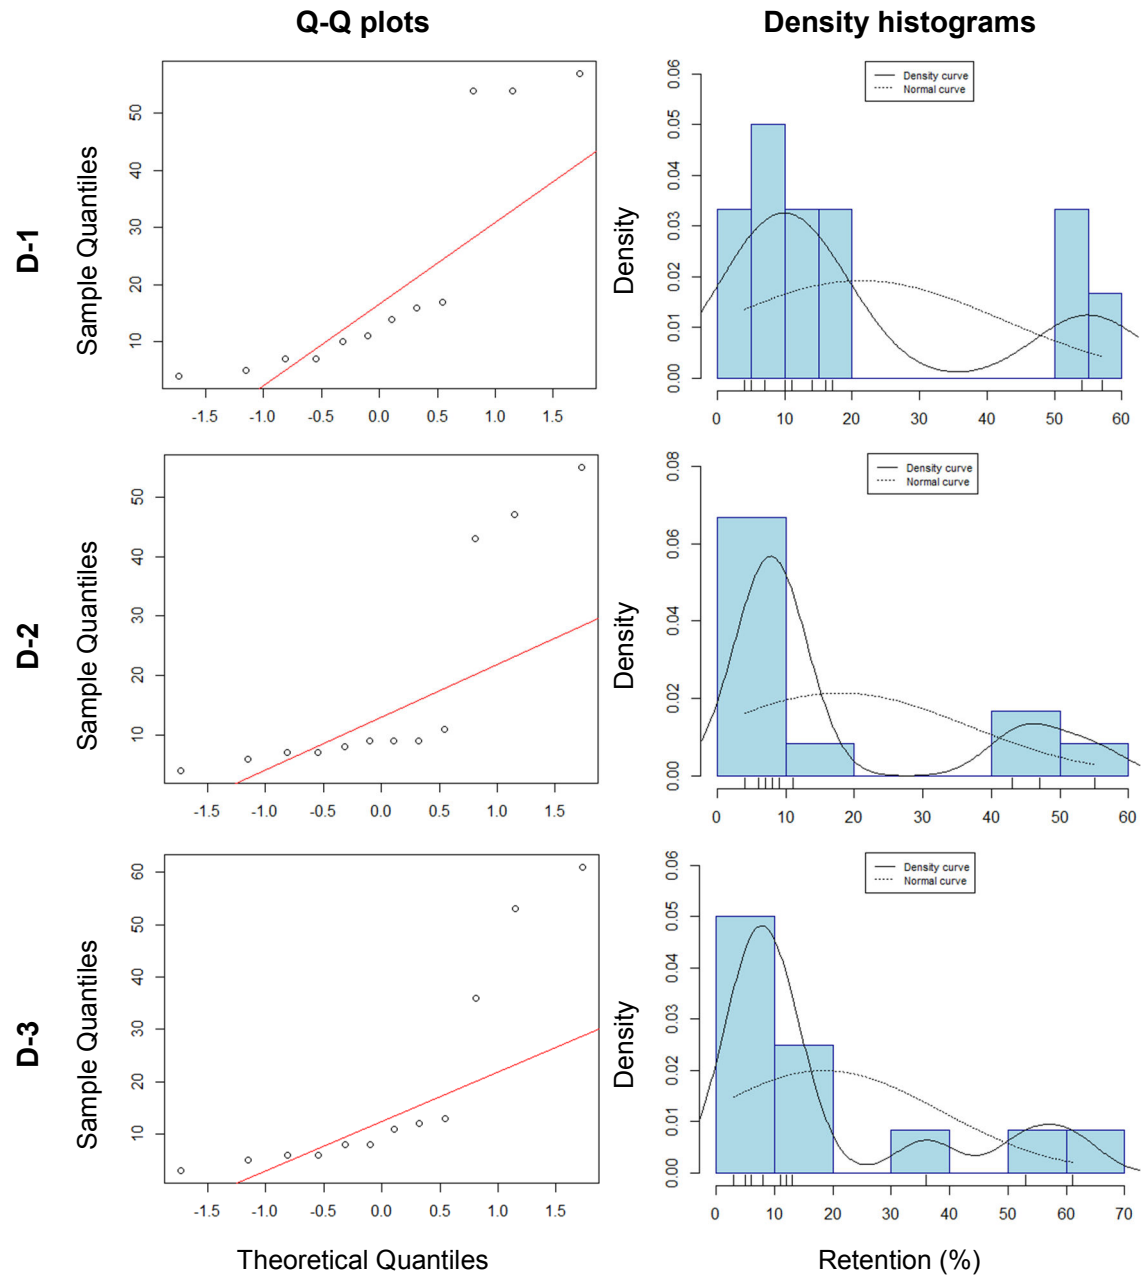 Q-Q plots
Density histograms
D-1
Sample Quantiles
10 20 30 40 50
-1.5 -1.0 -0.5 0.0 0.5 1.0 1.5
Density
0.00 0.01 0.02 0.03 0.04 0.05 0.06
Density curve
Normal curve
0 10 20 30 40 50 60
D-2
Sample Quantiles
10 20 30 40 50
-1.5 -1.0 -0.5 0.0 0.5 1.0 1.5
Density
0.00 0.02 0.04 0.06 0.08
Density curve
Normal curve
0 10 20 30 40 50 60
D-3
Sample Quantiles
10 20 30 40 50 60
-1.5 -1.0 -0.5 0.0 0.5 1.0 1.5
Density
0.00 0.01 0.02 0.03 0.04 0.05 0.06
Density curve
Normal curve
0 10 20 30 40 50 60 70
Theoretical Quantiles
Retention (%)